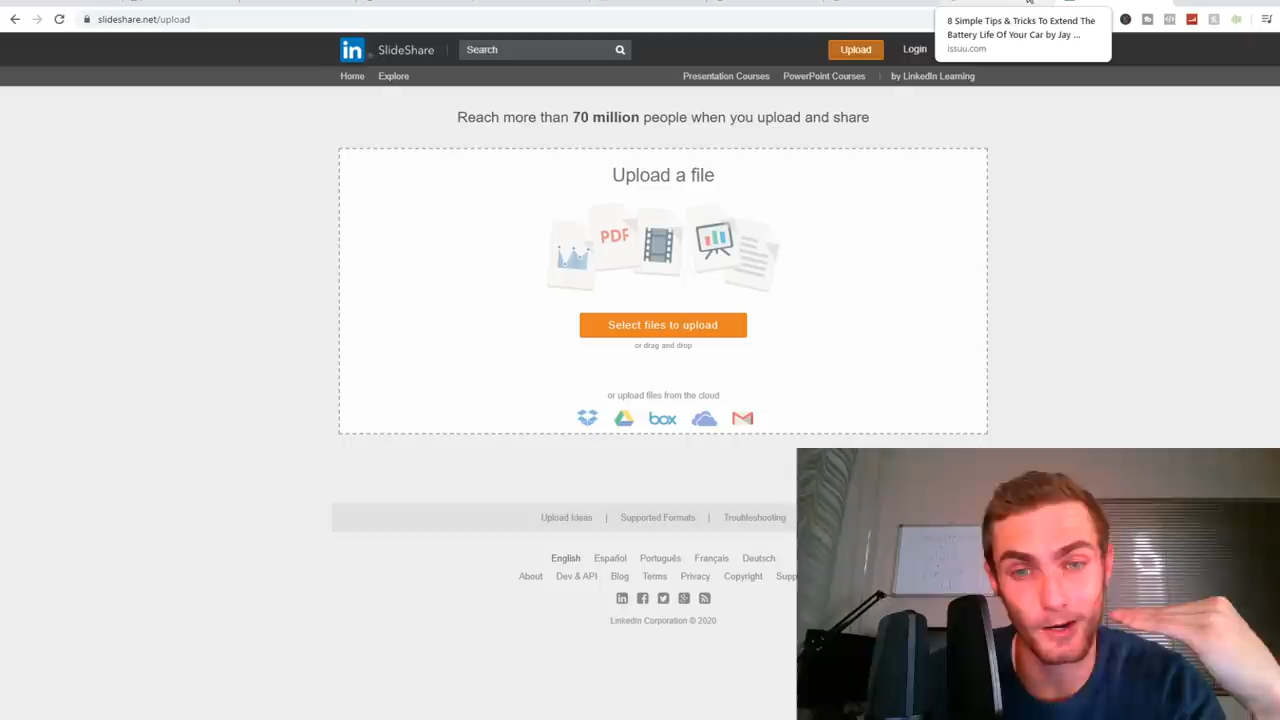 8 Simple Tips & Tricks To Extend The
Battery Life Of Your Car by Jay ...
issuu.com
slideshare.net/upload
in SlideShare
Search
Upload
Login
Home
Explore
Presentation Courses
PowerPoint Courses
|
by LinkedIn Learning
Reach more than 70 million people when you upload and share
Upload a file
PDF
Select files to upload
or drag and drop
or upload files from the cloud
box
Upload Ideas | Supported Formats | Troubleshooting
English Español Português Français Deutsch
About Dev & API Blog Terms Privacy Copyright Supp
in
LinkedIn Corporation © 2020